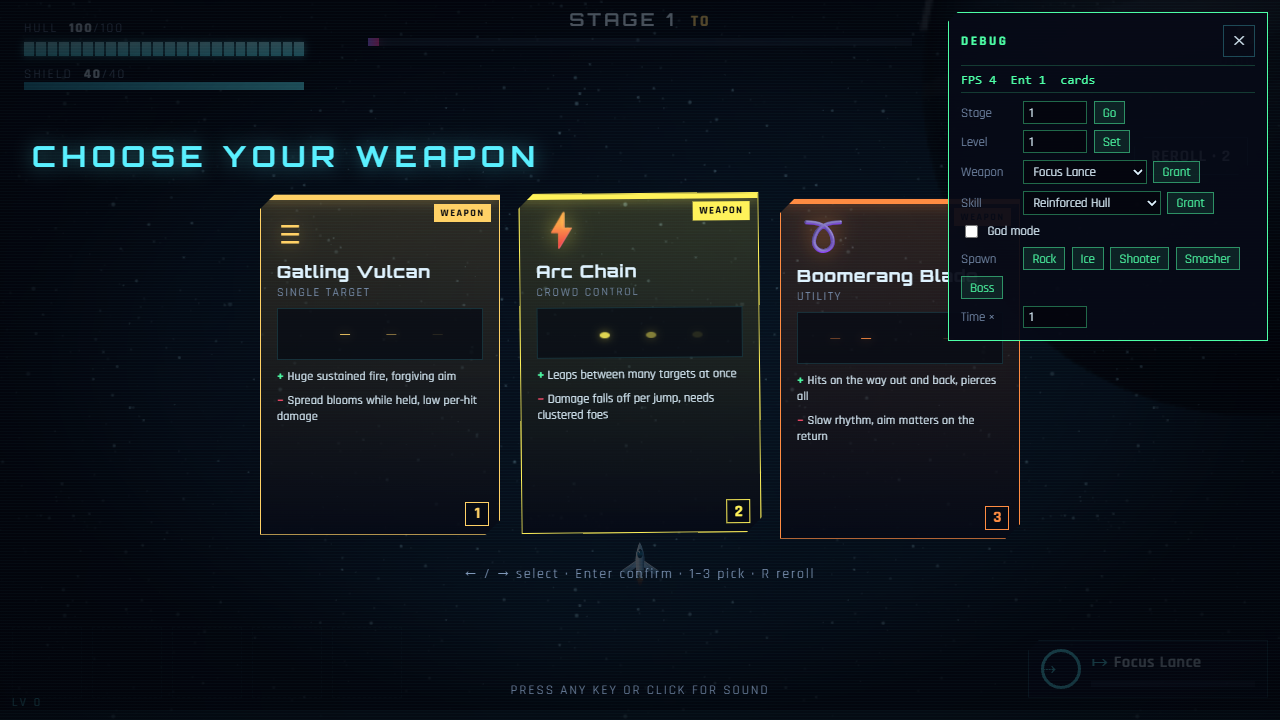 HULL 100/100
SHIELD 40/40
STAGE 1 TO
DEBUG
✕
FPS 4 Ent 1 cards
Stage 1 Go
Level 1 Set
Weapon Focus Lance Grant
Skill Reinforced Hull Grant
God mode
Spawn Rock Ice Shooter Smasher
Boss
Time × 1
REROLL · 2
CHOOSE YOUR WEAPON
WEAPON
Gatling Vulcan
SINGLE TARGET
+ Huge sustained fire, forgiving aim
− Spread blooms while held, low per-hit
damage
1
WEAPON
Arc Chain
CROWD CONTROL
+ Leaps between many targets at once
− Damage falls off per jump, needs
clustered foes
2
Boomerang Blade
UTILITY
+ Hits on the way out and back, pierces
all
− Slow rhythm, aim matters on the
return
3
← / → select · Enter confirm · 1–3 pick · R reroll
↦ Focus Lance
PRESS ANY KEY OR CLICK FOR SOUND
LV 0